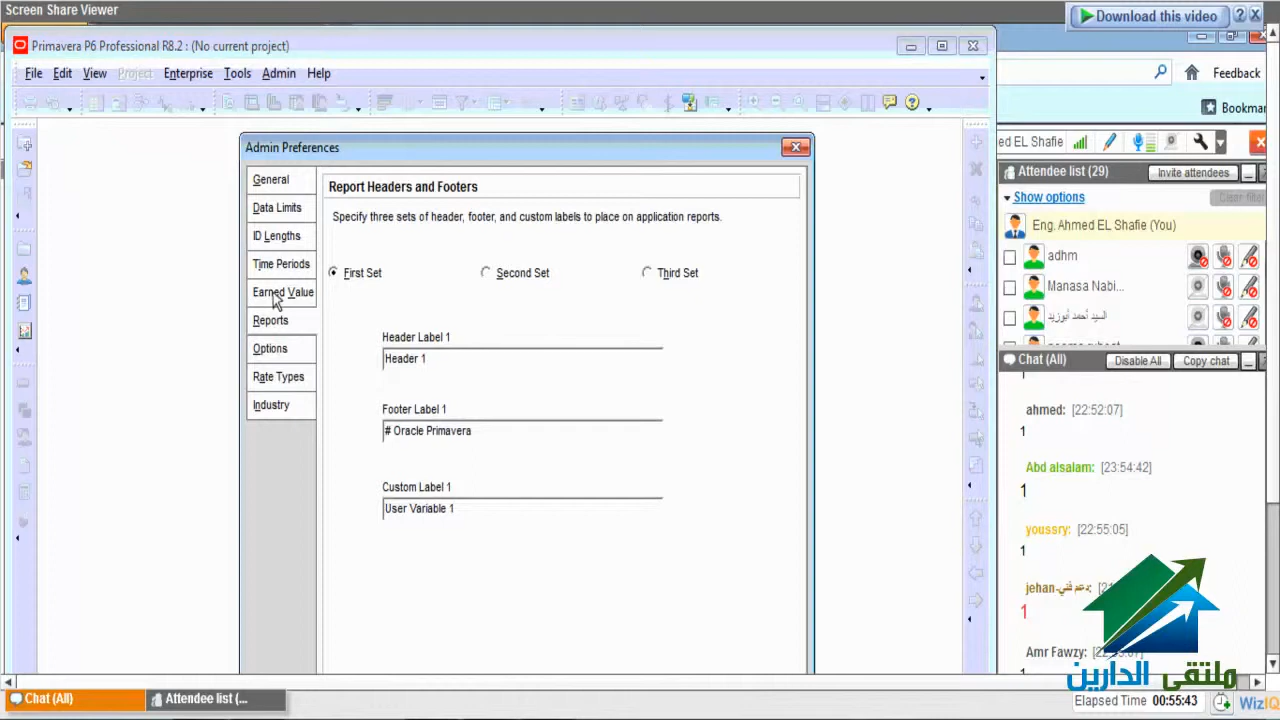 Screen Share Viewer
Download this video
Primavera P6 Professional R8.2 : (No current project)
File Edit View Project Enterprise Tools Admin Help
Feedback
Bookmar
Admin Preferences
General
Data Limits
ID Lengths
Time Periods
Earned Value
Reports
Options
Rate Types
Industry
Report Headers and Footers
Specify three sets of header, footer, and custom labels to place on application reports.
First Set Second Set Third Set
Header Label 1
Header 1
Footer Label 1
# Oracle Primavera
Custom Label 1
User Variable 1
ed EL Shafie
Attendee list (29)
Invite attendees
Show options
Clear filter
Eng. Ahmed EL Shafie (You)
adhm
Manasa Nabi...
السيد أحمد أبوزيد
Chat (All)
Disable All
Copy chat
1
ahmed: [22:52:07]
1
Abd alsalam: [23:54:42]
1
youssry: [22:55:05]
1
jehan-دعم فني:
1
Amr Fawzy:
ملتقى الدارين
Chat (All)
Attendee list (...
Elapsed Time 00:55:43
WizIQ